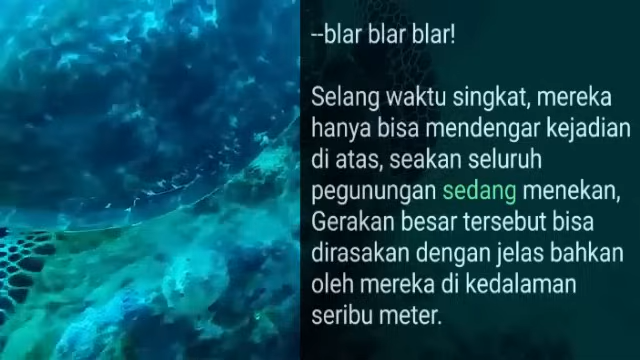 --blar blar blar!
Selang waktu singkat, mereka
hanya bisa mendengar kejadian
di atas, seakan seluruh
pegunungan sedang menekan,
Gerakan besar tersebut bisa
dirasakan dengan jelas bahkan
oleh mereka di kedalaman
seribu meter.